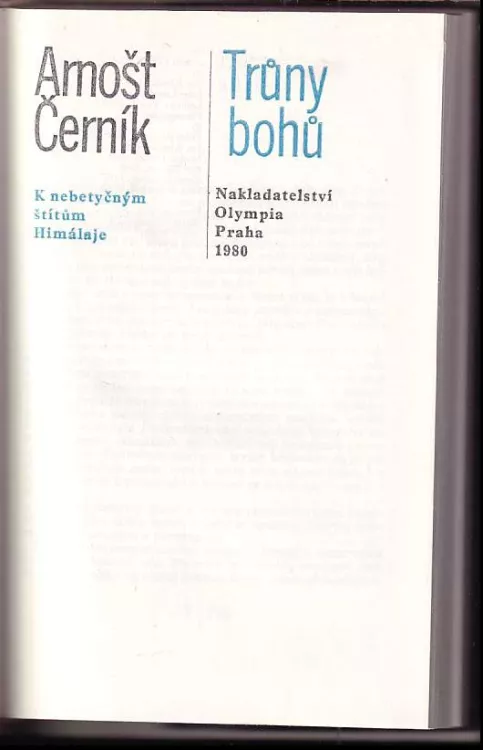 Arnošt
Černík
K nebetyčným
štítům
Himálaje
Trůny
bohů
Nakladatelství
Olympia
Praha
1980